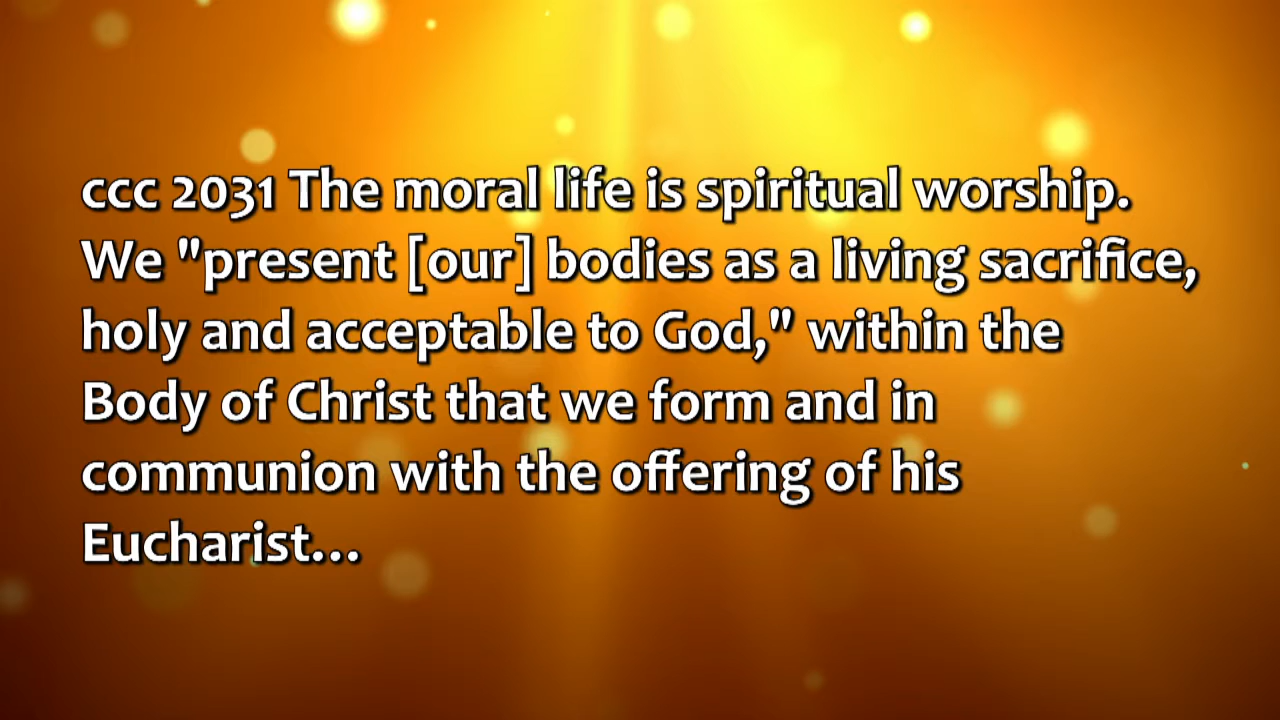 ccc 2031 The moral life is spiritual worship.
We "present [our] bodies as a living sacrifice,
holy and acceptable to God," within the
Body of Christ that we form and in
communion with the offering of his
Eucharist...